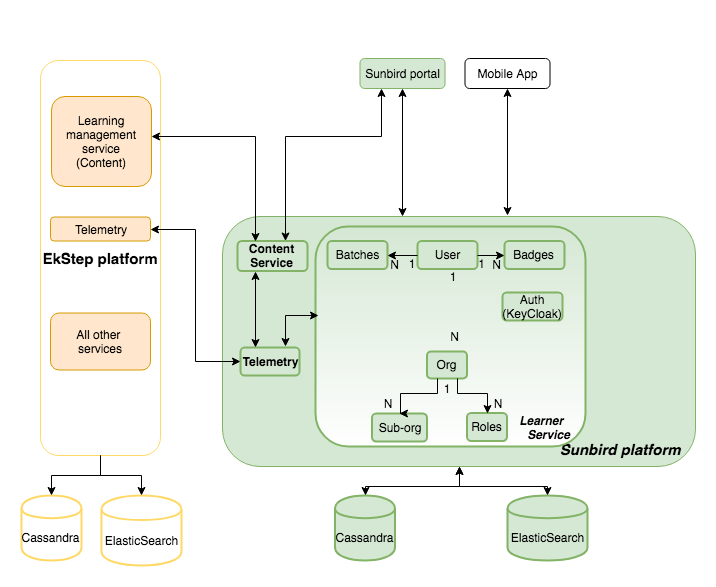 Sunbird portal
Mobile App
Learning
management
service
(Content)
Telemetry
EkStep platform
All other
services
Content
Service
Telemetry
Batches
User
Badges
N
1
1
N
1
Auth
(KeyCloak)
N
Org
1
N
N
Sub-org
Roles
Learner
Service
Sunbird platform
Cassandra
ElasticSearch
Cassandra
ElasticSearch